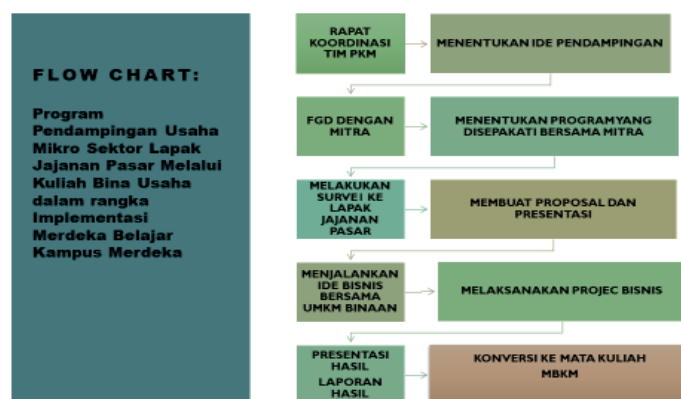 FLOW CHART:
Program
Pendampingan Usaha
Mikro Sektor Lapak
Jajanan Pasar Melalui
Kuliah Bina Usaha
dalam rangka
Implementasi
Merdeka Belajar
Kampus Merdeka
RAPAT
KOORDINASI
TIM PKM
MENENTUKAN IDE PENDAMPINGAN
FGD DENGAN
MITRA
MENENTUKAN PROGRAM YANG
DISEPAKATI BERSAMA MITRA
MELAKUKAN
SURVEI KE
LAPAK
JAJANAN
PASAR
MEMBUAT PROPOSAL DAN
PRESENTASI
MENJALANKAN
IDE BISNIS
BERSAMA
UMKM BINAAN
MELAKSANAKAN PROJEC BISNIS
PRESENTASI
HASIL
LAPORAN
HASIL
KONVERSI KE MATA KULIAH
MBKM